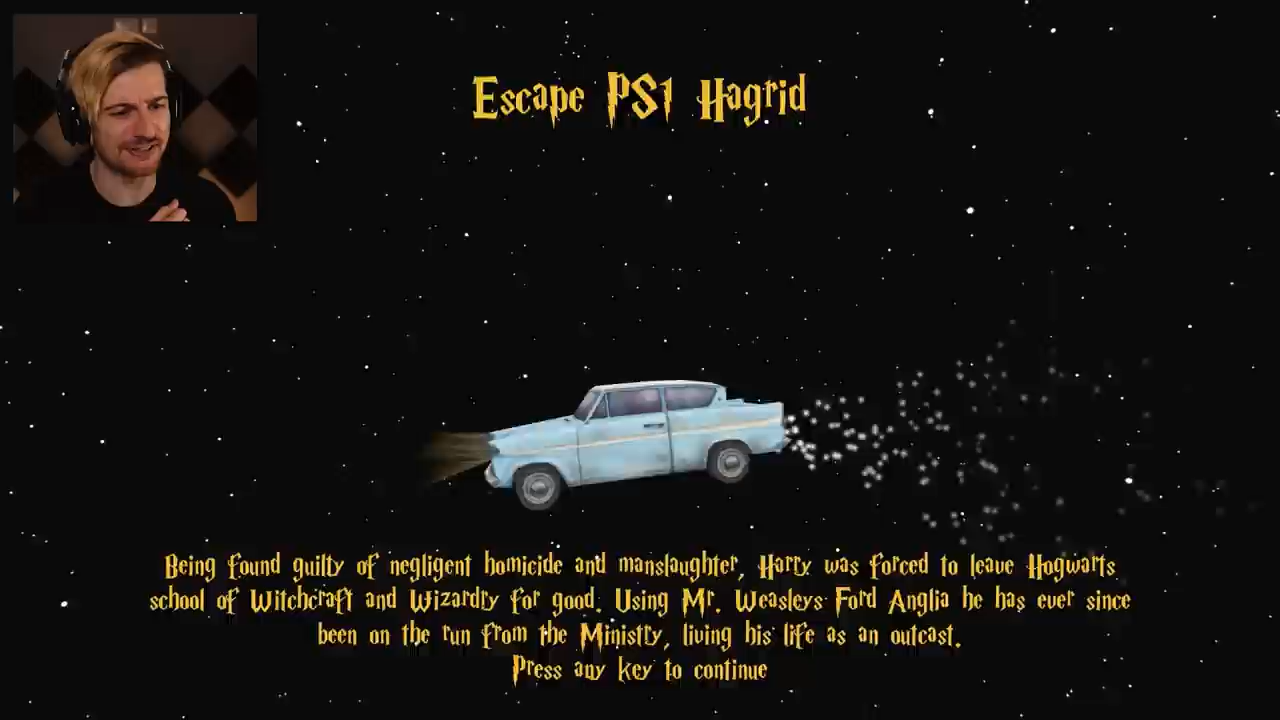 Escape PS1 Hagrid
Being found guilty of negligent homicide and manslaughter, Harry was forced to leave Hogwarts
school of Witchcraft and Wizardry for good. Using Mr. Weasleys Ford Anglia he has ever since
been on the run from the Ministry, living his life as an outcast.
Press any key to continue